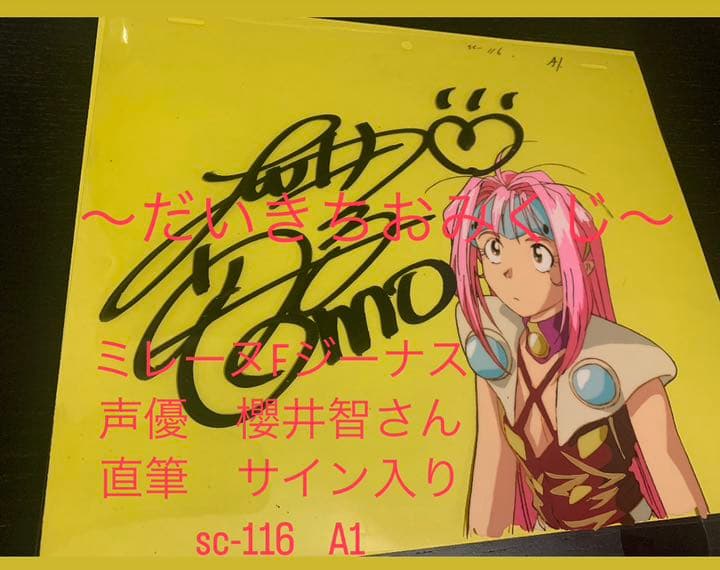 sc-116 A1
〜だいきちおみくじ〜
Tomo
ミレーヌFジーナス
声優 櫻井智さん
直筆 サイン入り
sc-116 A1